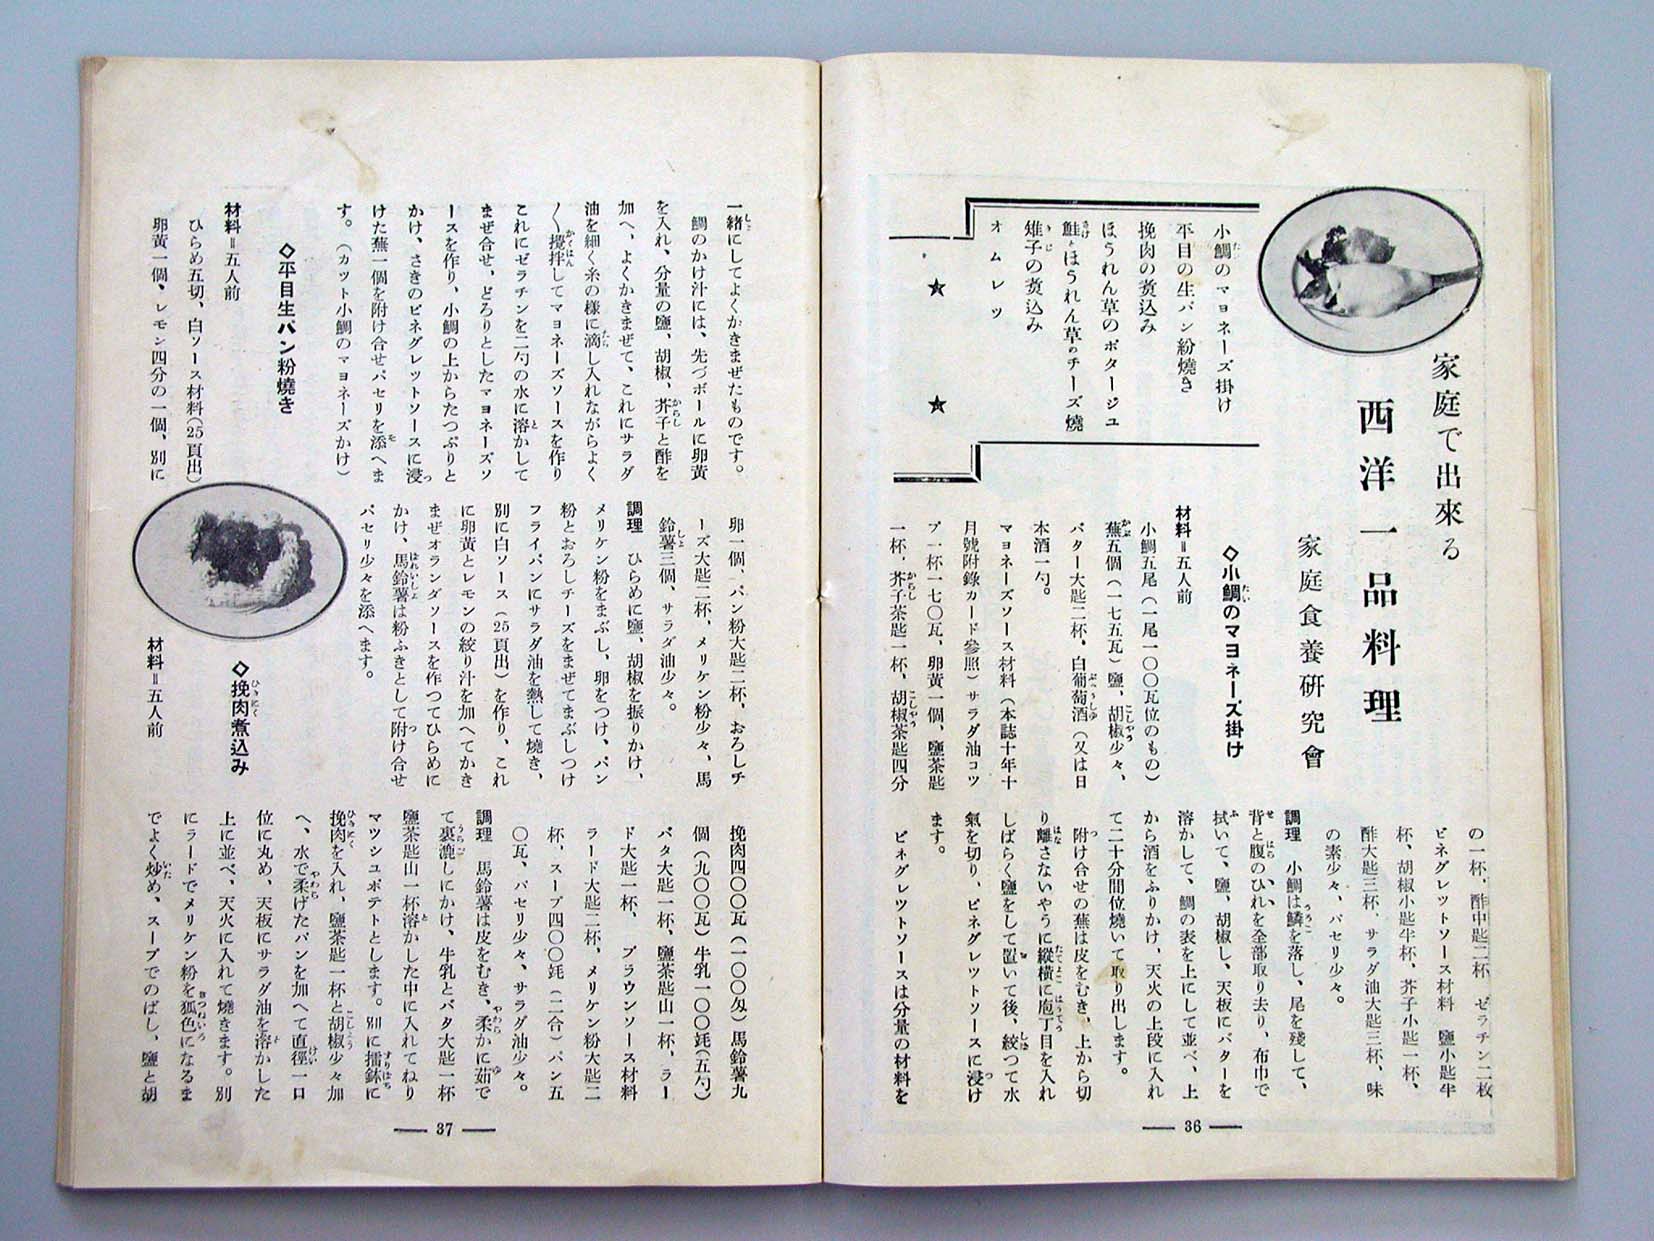 家庭で出來る
西洋一品料理
家庭食養研究會
小鯛のマヨネーズ掛け
平目の生パン粉燒き
挽肉の煮込み
ほうれん草のポタージユ
鮭とほうれん草のチーズ燒
雉子の煮込み
オムレツ
◇小鯛のマヨネーズ掛け
材料＝五人前
小鯛五尾（一尾一〇〇瓦位のもの）
蕪五個（一七五瓦）鹽、胡椒少々、
バター大匙二杯、白葡萄酒（又は日
本酒一勺。
マヨネーズソース材料（本誌十年十
月號附錄カード參照）サラダ油コツ
プ一杯一七〇瓦、卵黄一個、鹽茶匙
一杯、芥子茶匙一杯、胡椒茶匙四分
の一杯、酢中匙二杯　ゼラチン二枚
ビネグレツトソース材料　鹽小匙半
杯、胡椒小匙半杯、芥子小匙一杯、
酢大匙三杯、サラダ油大匙三杯、味
の素少々、パセリ少々。
調理　小鯛は鱗を落し、尾を殘して、
背と腹のひれを全部取り去り、布巾で
拭いて、鹽、胡椒し、天板にバターを
溶かして、鯛の表を上にして並べ、上
から酒をふりかけ、天火の上段に入れ
て二十分間位燒いて取り出します。
附け合せの蕪は皮をむき、上から切
り離さないやうに縱橫に庖丁目を入れ
しばらく鹽をして置いて後、絞つて水
氣を切り、ビネグレツトソースに浸け
ます。
ビネグレツトソースは分量の材料を
— 36 —
一緒にしてよくかきまぜたものです。
鯛のかけ汁には、先づボールに卵黄
を入れ、分量の鹽、胡椒、芥子と酢を
加へ、よくかきまぜて、これにサラダ
油を細く糸の樣に滴し入れながらよく
〱攪拌してマヨネーズソースを作り
これにゼラチンを二勺の水に溶かして
まぜ合せ、どろりとしたマヨネーズソ
ースを作り、小鯛の上からたつぷりと
かけ、さきのビネグレツトソースに浸
けた蕪一個を附け合せパセリを添へま
す。（カツト小鯛のマヨネーズかけ）
◇平目生パン粉燒き
材料＝五人前
ひらめ五切、白ソース材料（25頁出）
卵黄一個、レモン四分の一個、別に
卵一個、パン粉大匙二杯、おろしチ
ーズ大匙二杯、メリケン粉少々、馬
鈴薯三個、サラダ油少々。
調理　ひらめに鹽、胡椒を振りかけ、
メリケン粉をまぶし、卵をつけ、パン
粉とおろしチーズをまぜてまぶしつけ
フライパンにサラダ油を熱して燒き、
別に白ソース（25頁出）を作り、これ
に卵黄とレモンの絞り汁を加へてかき
まぜオランダソースを作つてひらめに
かけ、馬鈴薯は粉ふきとして附け合せ
パセリ少々を添へます。
◇挽肉煮込み
材料＝五人前
挽肉四〇〇瓦（一〇〇匁）馬鈴薯九
個（九〇〇瓦）牛乳一〇〇竓（五勺）
バタ大匙一杯、鹽茶匙山一杯、ラー
ド大匙一杯、ブラウンソース材料
ラード大匙二杯、メリケン粉大匙二
杯、スープ四〇〇竓（二合）パン五
〇瓦、パセリ少々、サラダ油少々。
調理　馬鈴薯は皮をむき、柔かに茹で
て裏漉しにかけ、牛乳とバタ大匙一杯
鹽茶匙山一杯溶かした中に入れてねり
マツシユポテトとします。別に擂鉢に
挽肉を入れ、鹽茶匙一杯と胡椒少々加
へ、水で柔げたパンを加へて直徑一口
位に丸め、天板にサラダ油を溶かした
上に並べ、天火に入れて燒きます。別
にラードでメリケン粉を狐色になるま
でよく炒め、スープでのばし、鹽と胡
— 37 —